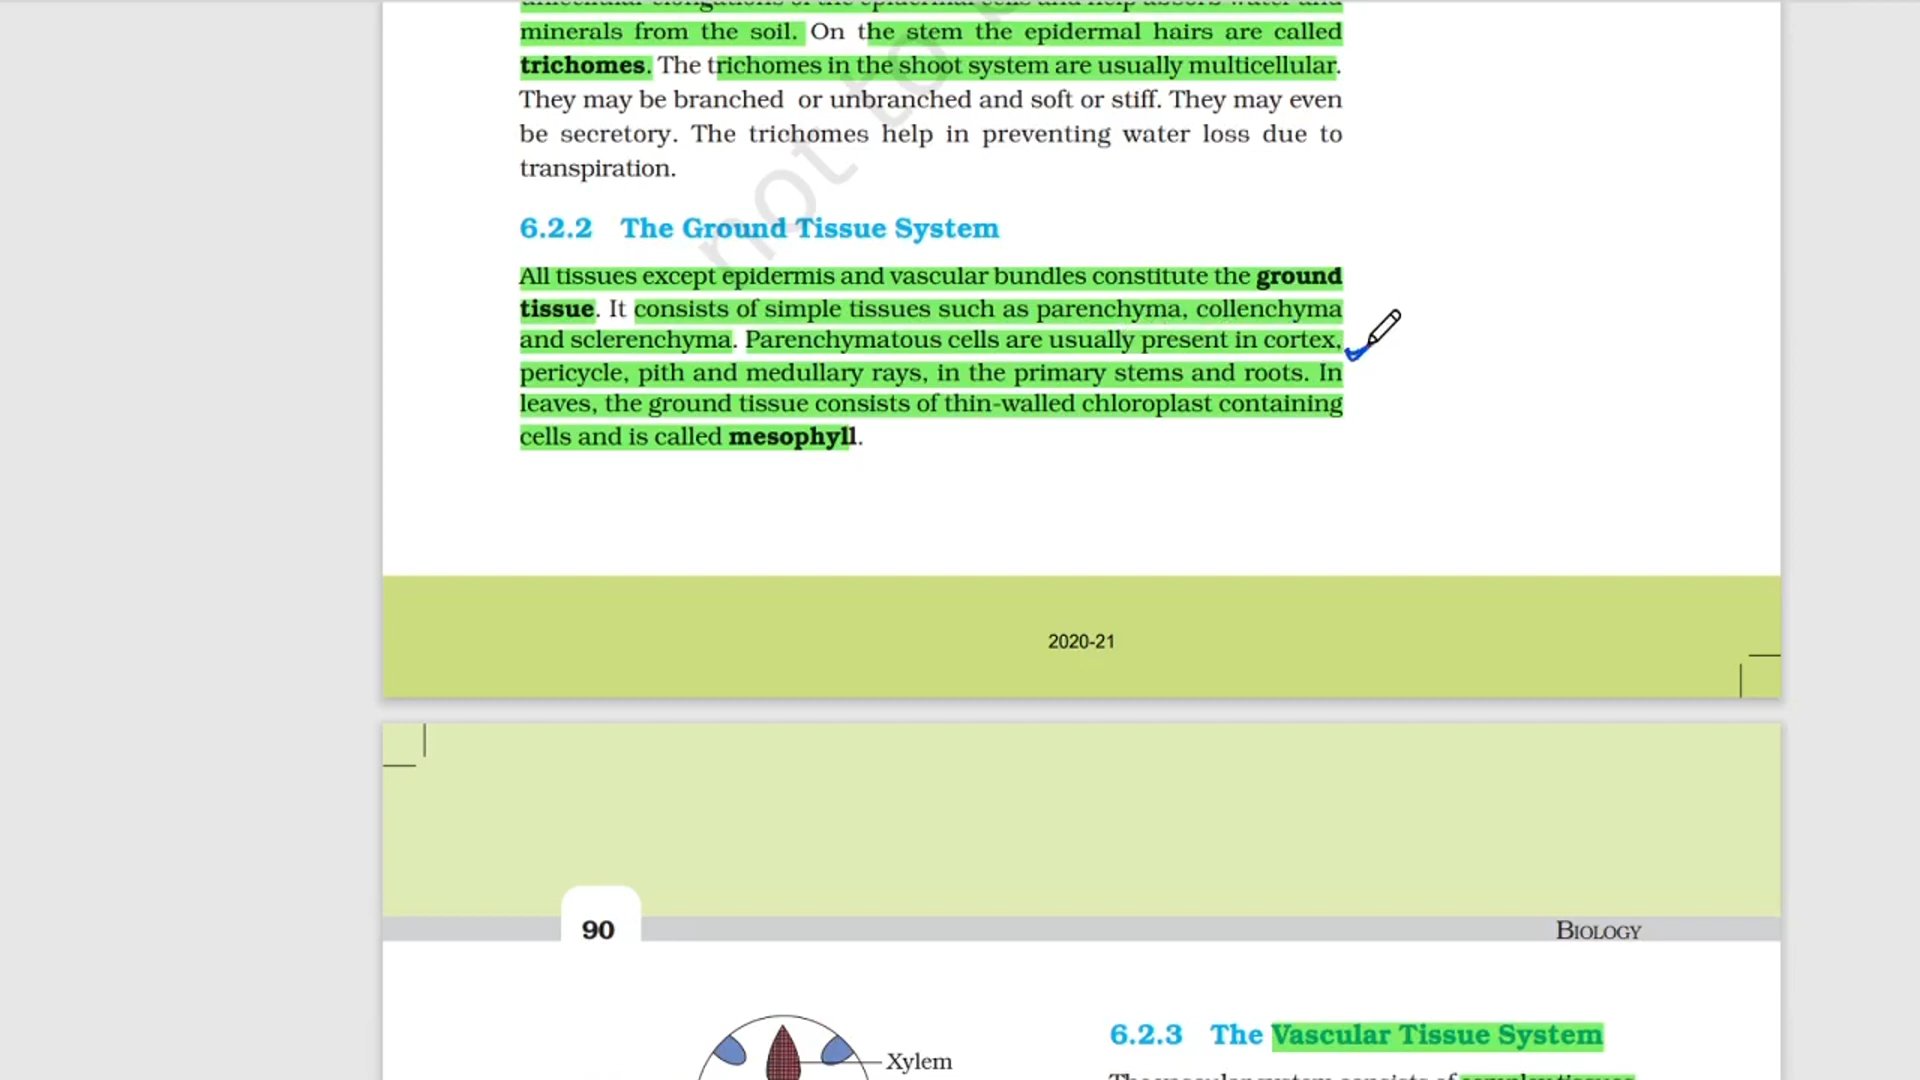 minerals from the soil. On the stem the epidermal hairs are called
trichomes. The trichomes in the shoot system are usually multicellular.
They may be branched or unbranched and soft or stiff. They may even
be secretory. The trichomes help in preventing water loss due to
transpiration.
6.2.2 The Ground Tissue System
All tissues except epidermis and vascular bundles constitute the ground
tissue. It consists of simple tissues such as parenchyma, collenchyma
and sclerenchyma. Parenchymatous cells are usually present in cortex,
pericycle, pith and medullary rays, in the primary stems and roots. In
leaves, the ground tissue consists of thin-walled chloroplast containing
cells and is called mesophyll.
not to
2020-21
90
BIOLOGY
Xylem
6.2.3 The Vascular Tissue System